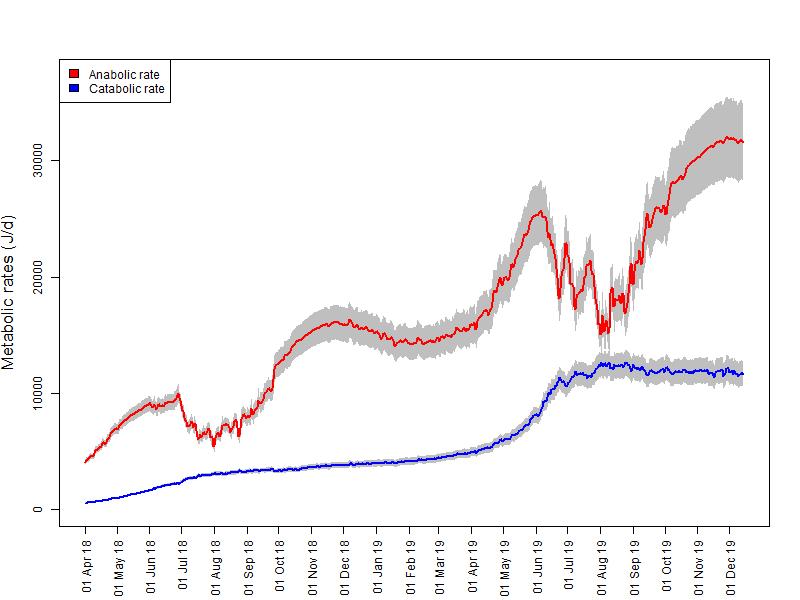 Anabolic rate
Catabolic rate
Metabolic rates (J/d)
30000
20000
10000
0
01 Apr 18
01 May 18
01 Jun 18
01 Jul 18
01 Aug 18
01 Sep 18
01 Oct 18
01 Nov 18
01 Dec 18
01 Jan 19
01 Feb 19
01 Mar 19
01 Apr 19
01 May 19
01 Jun 19
01 Jul 19
01 Aug 19
01 Sep 19
01 Oct 19
01 Nov 19
01 Dec 19